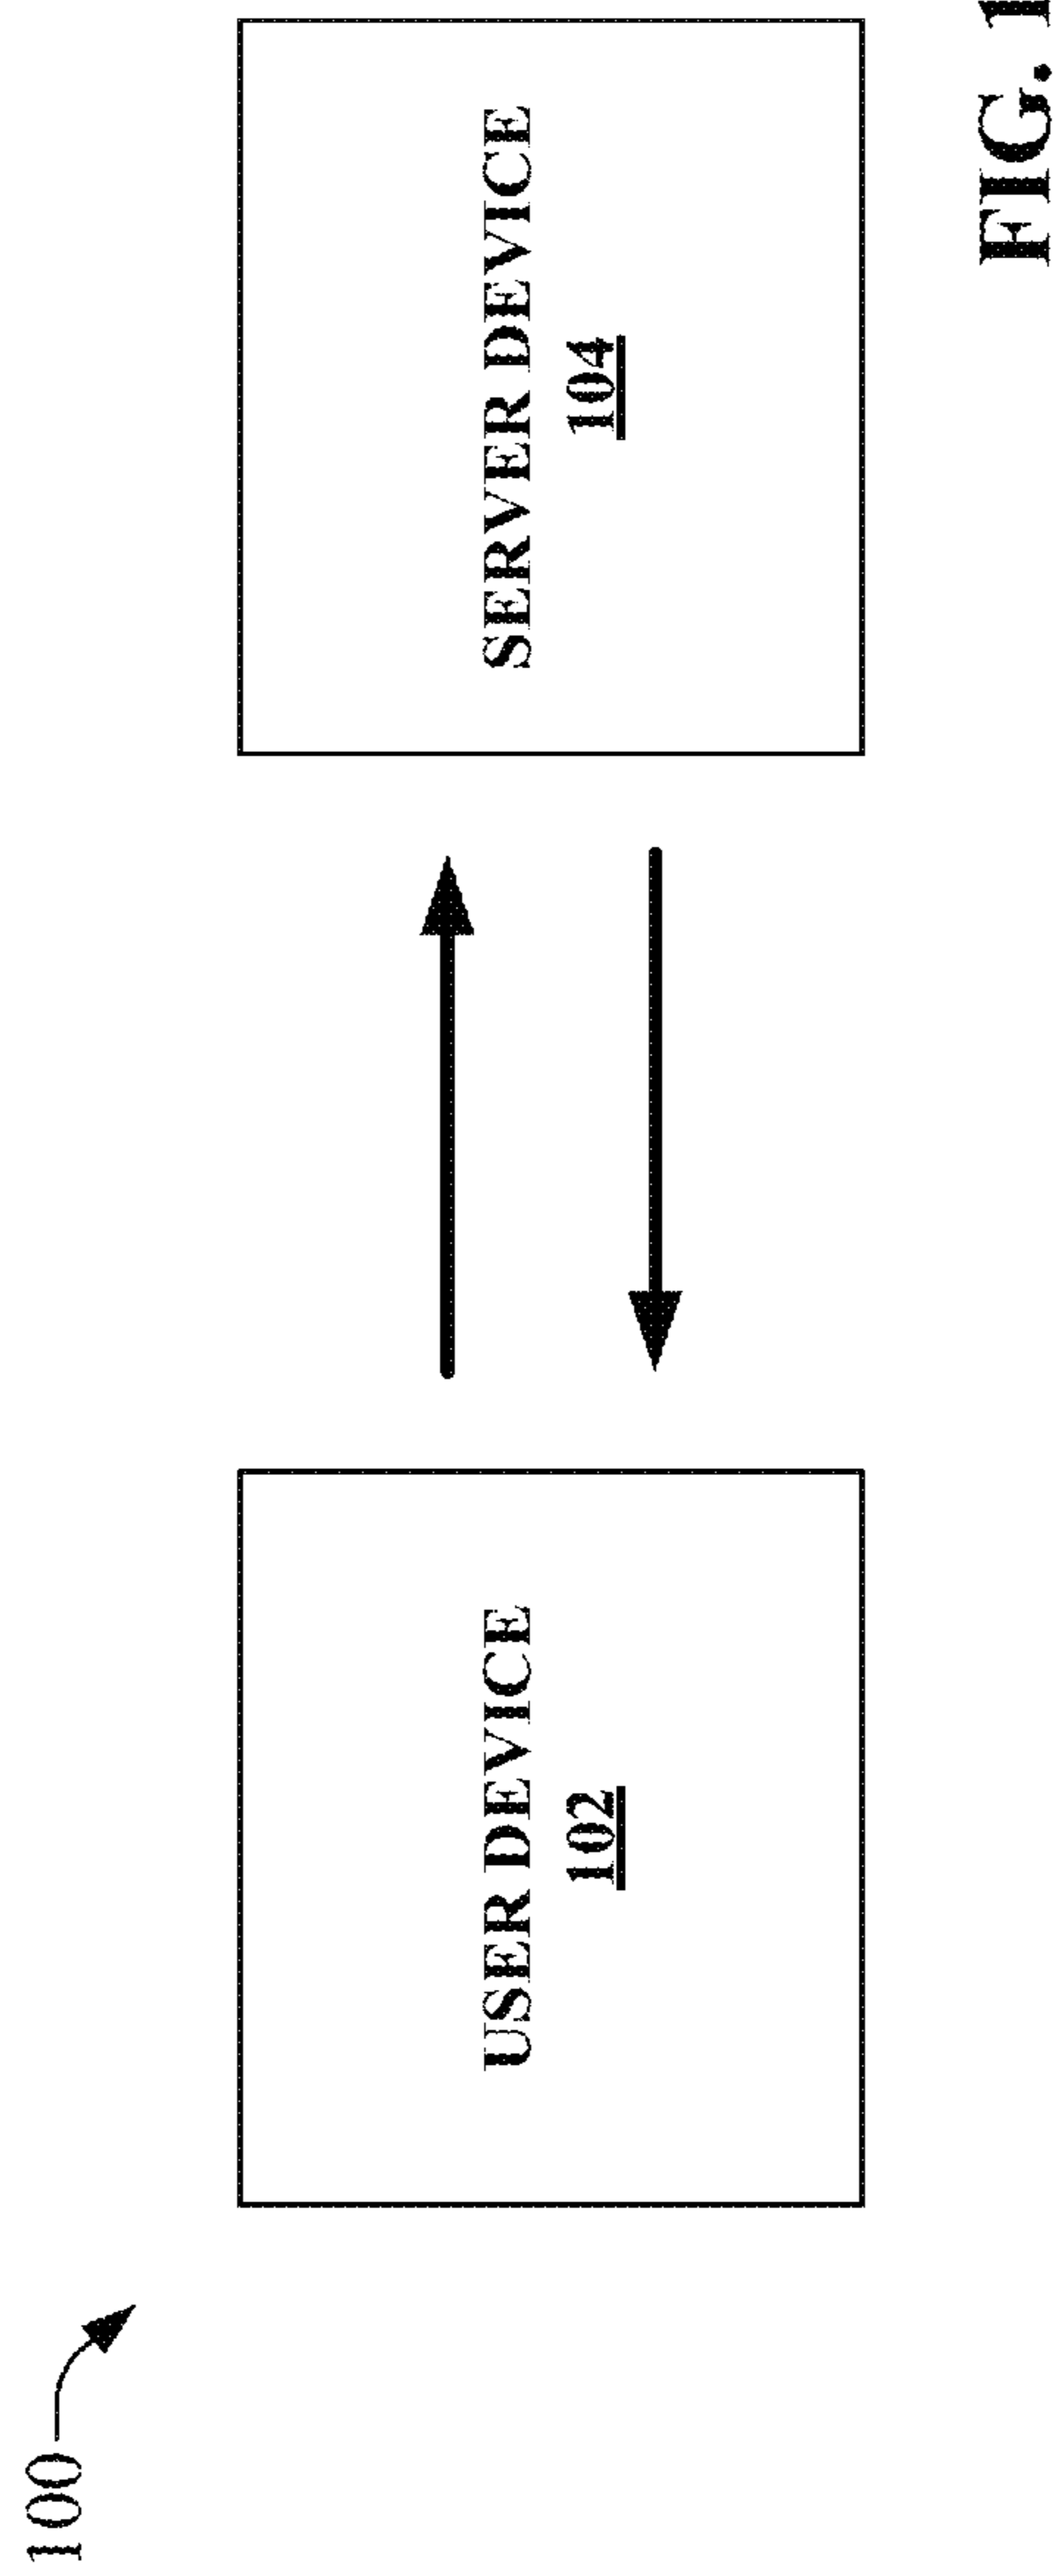 100
USER DEVICE
102
SERVER DEVICE
104
FIG. 1